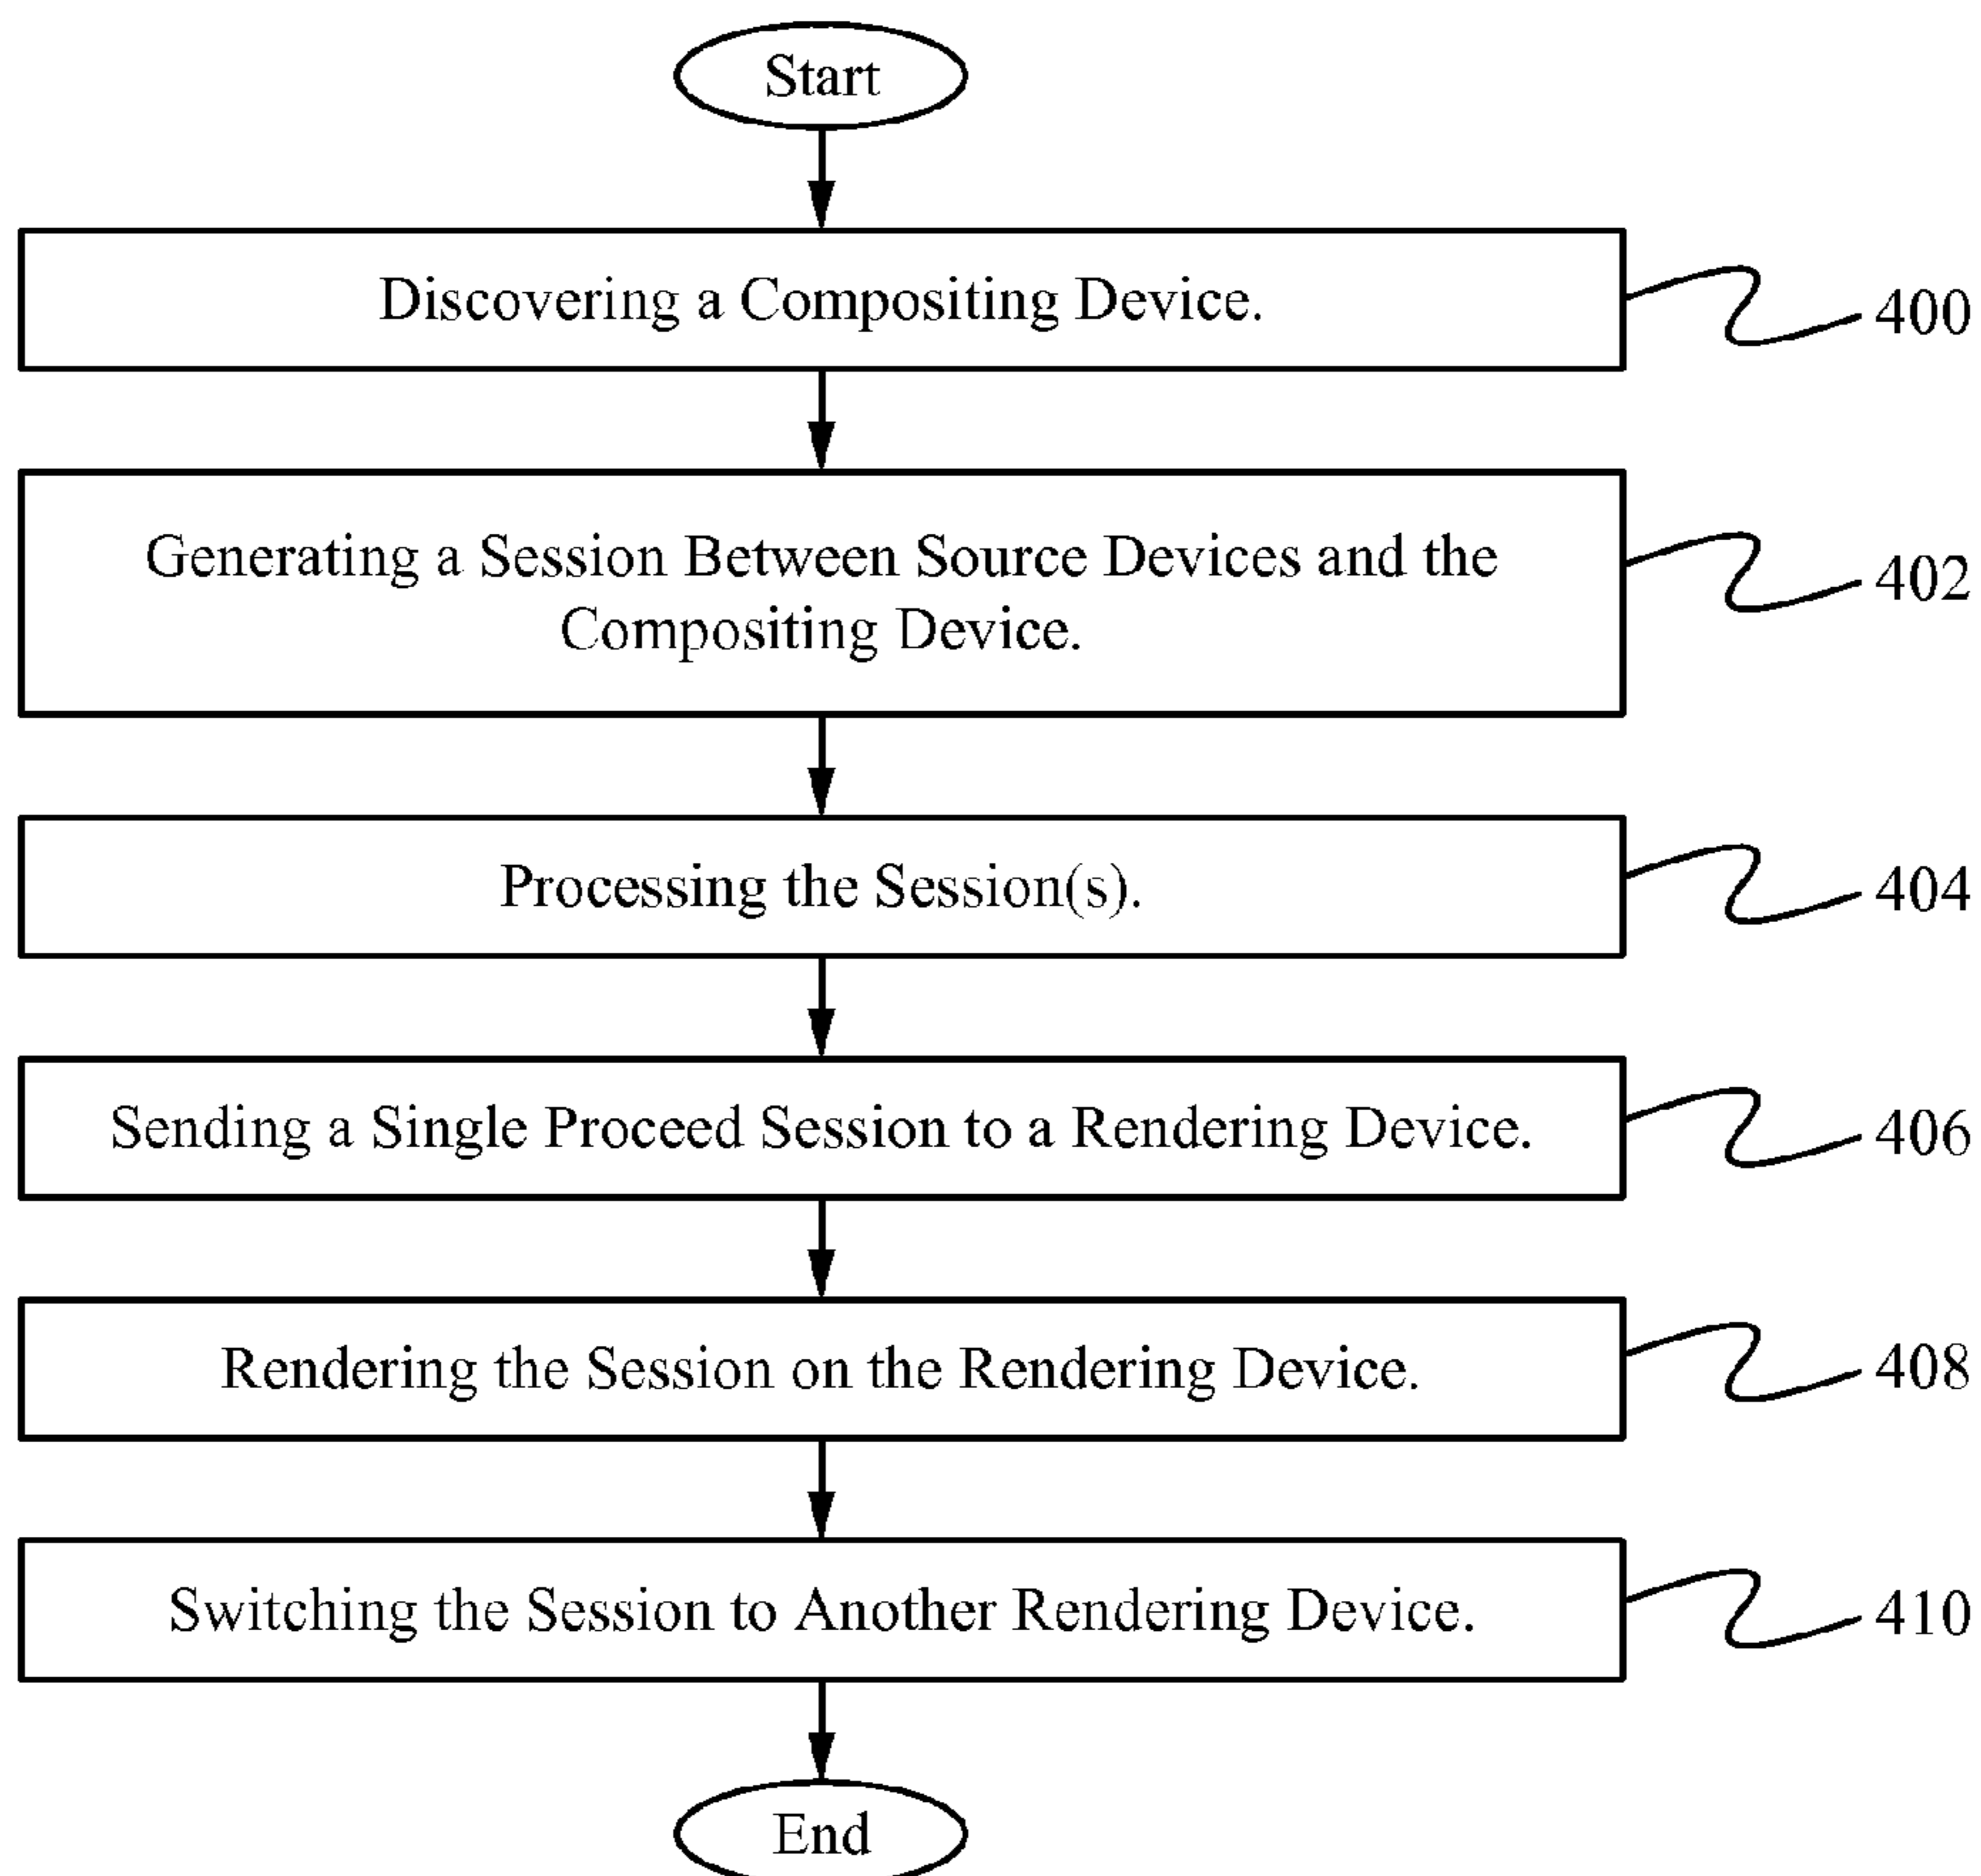 Start
Discovering a Compositing Device.
400
Generating a Session Between Source Devices and the
Compositing Device.
402
Processing the Session(s).
404
Sending a Single Proceed Session to a Rendering Device.
406
Rendering the Session on the Rendering Device.
408
Switching the Session to Another Rendering Device.
410
End